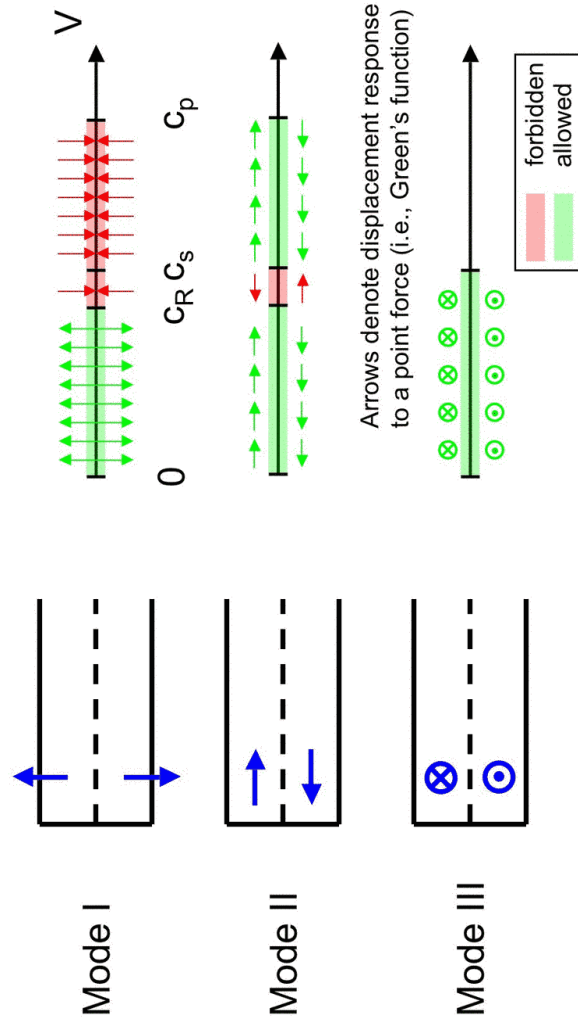 Mode I
V
0
c_R c_s
c_p
Mode II
Arrows denote displacement response
to a point force (i.e., Green's function)
Mode III
forbidden
allowed